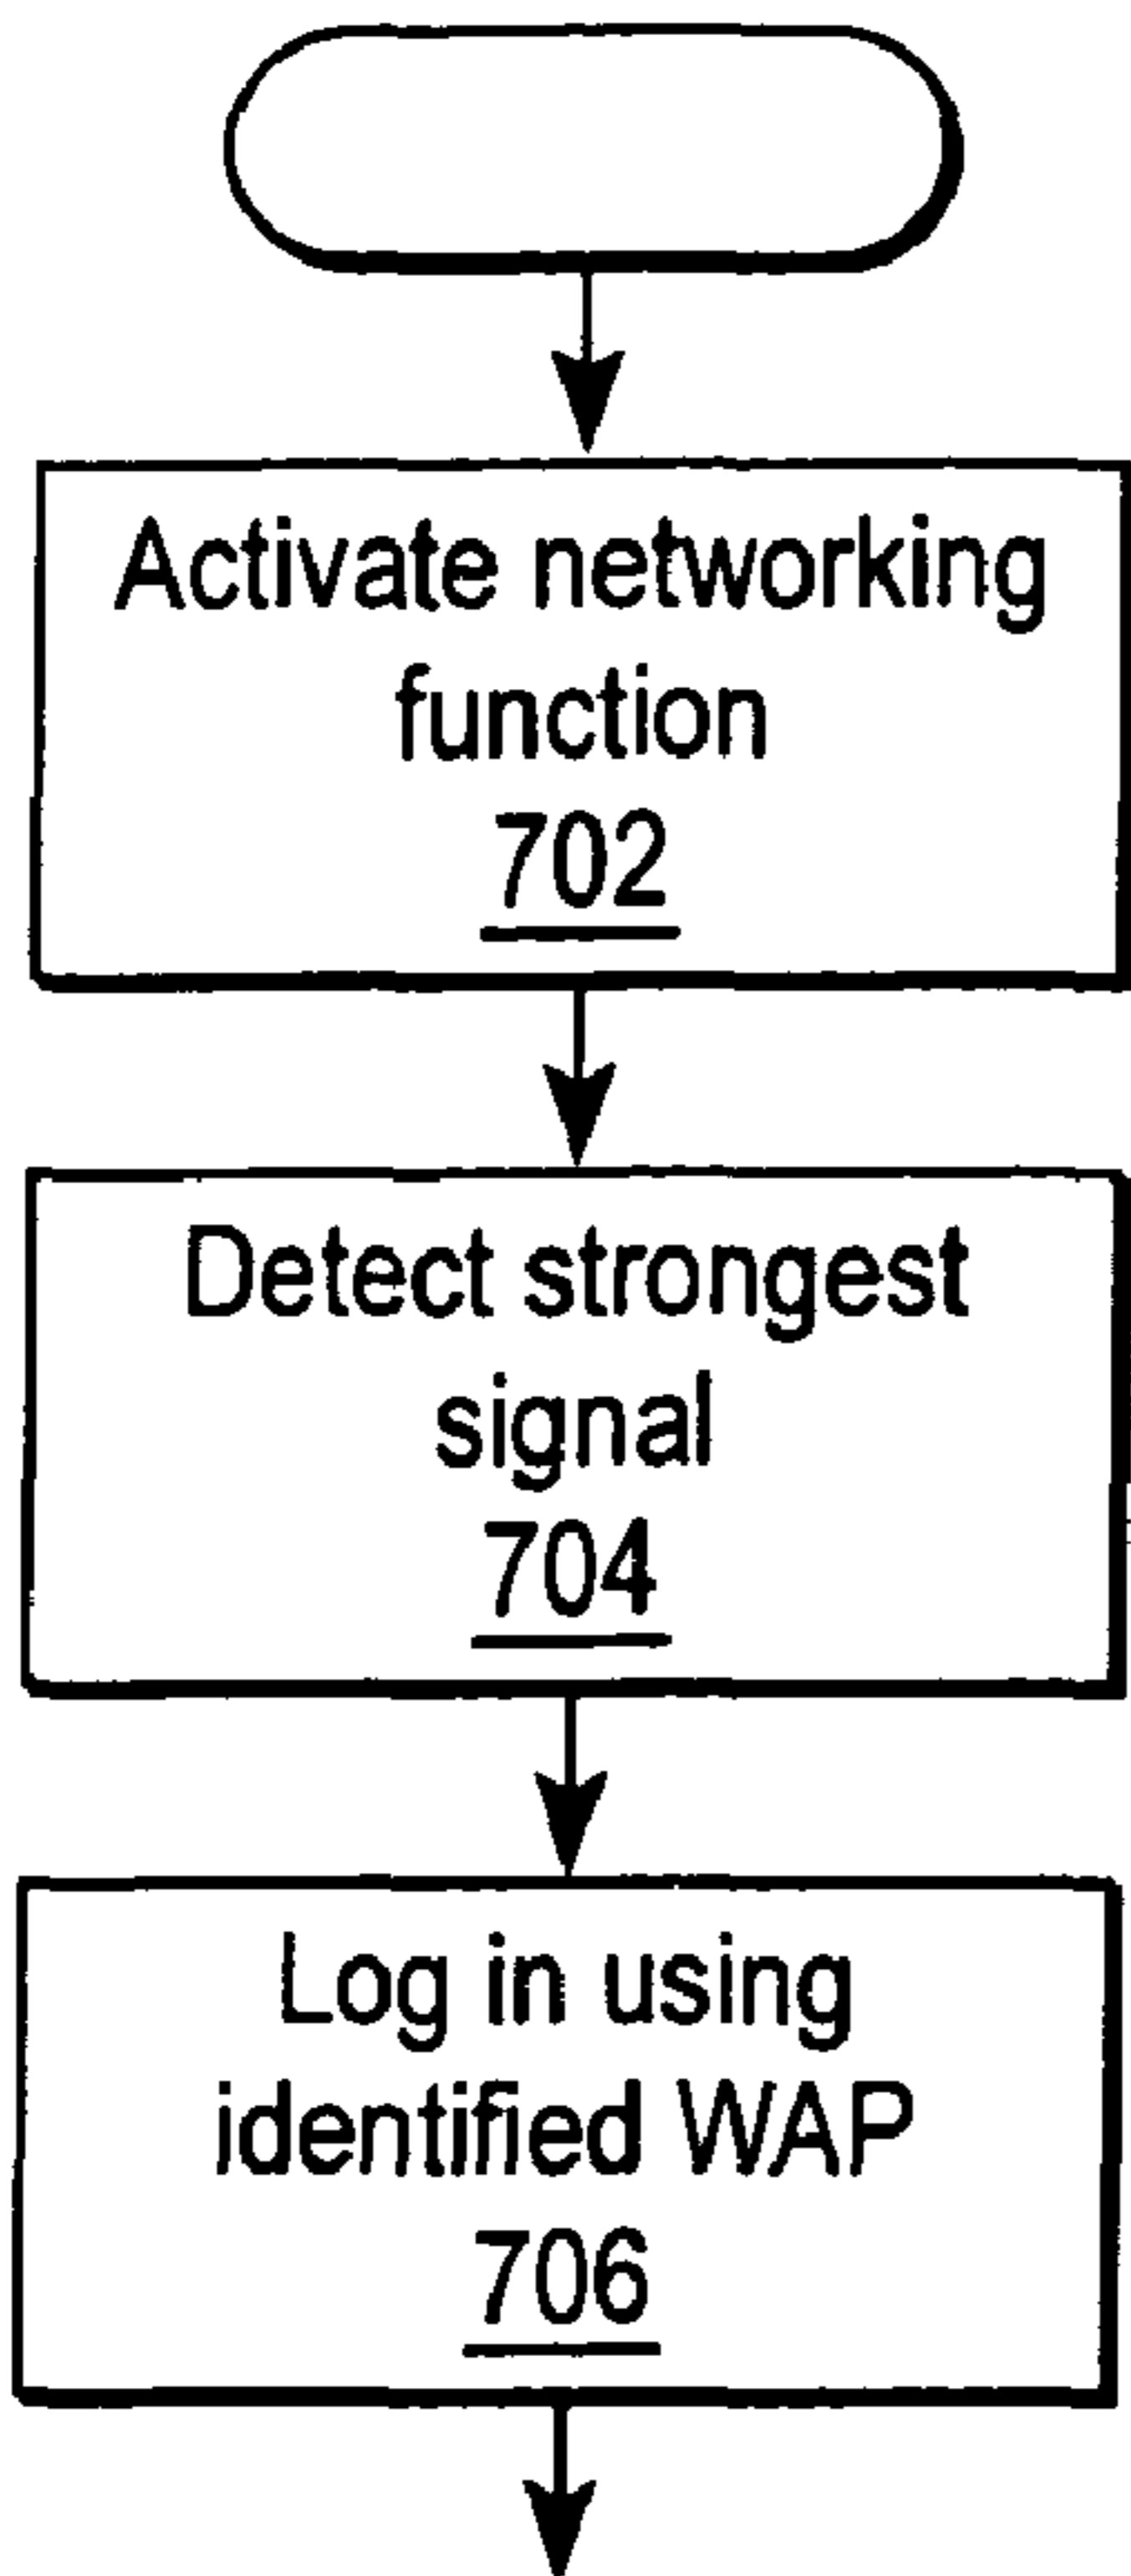 Activate networking
function
702
Detect strongest
signal
704
Log in using
identified WAP
706